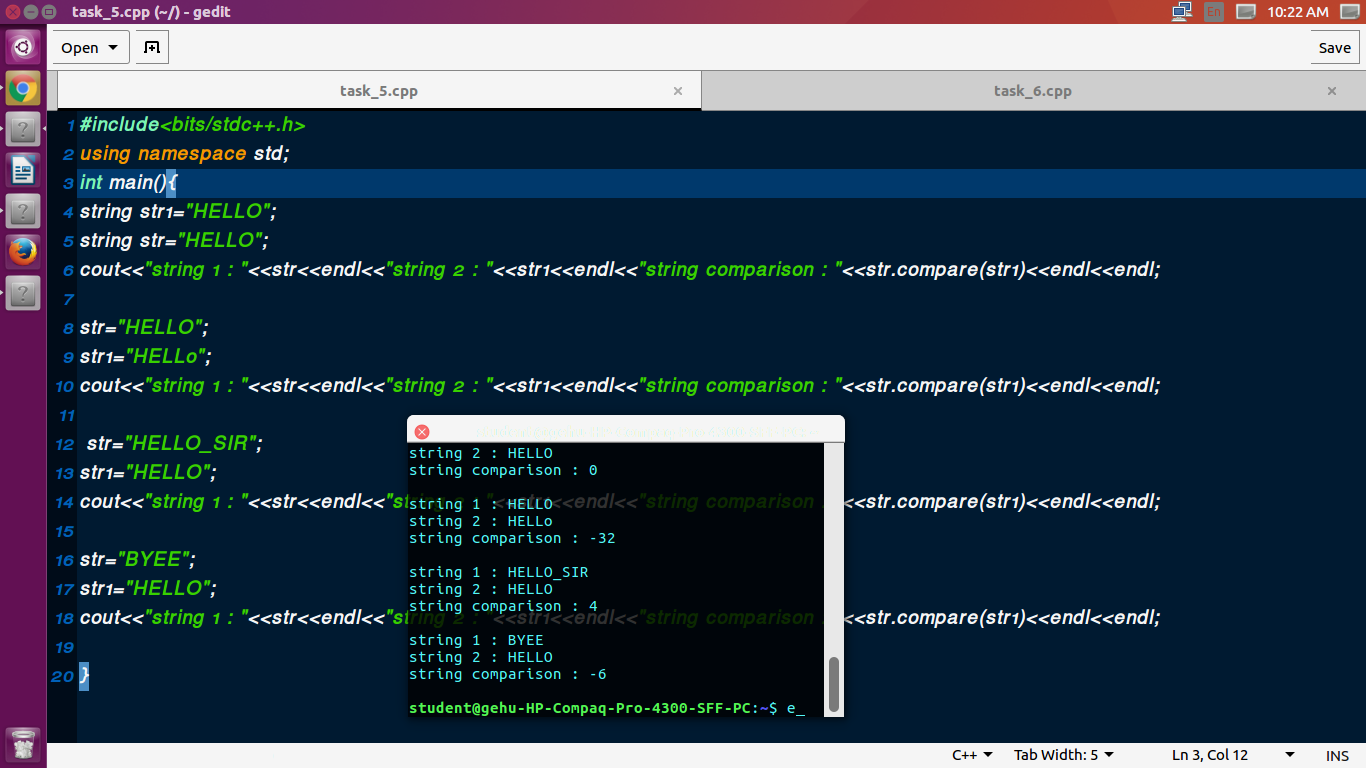 task_5.cpp (~/) - gedit
En
10:22 AM
Open
Save
task_5.cpp
task_6.cpp
1 #include<bits/stdc++.h>
2 using namespace std;
3 int main(){
4 string str1="HELLO";
5 string str="HELLO";
6 cout<<"string 1 : "<<str<<endl<<"string 2 : "<<str1<<endl<<"string comparison : "<<str.compare(str1)<<endl<<endl;
7
8 str="HELLO";
9 str1="HELLo";
10 cout<<"string 1 : "<<str<<endl<<"string 2 : "<<str1<<endl<<"string comparison : "<<str.compare(str1)<<endl<<endl;
11
12 str="HELLO_SIR";
13 str1="HELLO";
14 cout<<"string 1 : "<<str<<endl<<"string 2 : "<<str1<<endl<<"string comparison : "<<str.compare(str1)<<endl<<endl;
15
16 str="BYEE";
17 str1="HELLO";
18 cout<<"string 1 : "<<str<<endl<<"string 2 : "<<str1<<endl<<"string comparison : "<<str.compare(str1)<<endl<<endl;
19
20 }
string 2 : HELLO
string comparison : 0
string 1 : HELLO
string 2 : HELLo
string comparison : -32
string 1 : HELLO_SIR
string 2 : HELLO
string comparison : 4
string 1 : BYEE
string 2 : HELLO
string comparison : -6
student@gehu-HP-Compaq-Pro-4300-SFF-PC:~$ e_
C++
Tab Width: 5
Ln 3, Col 12
INS